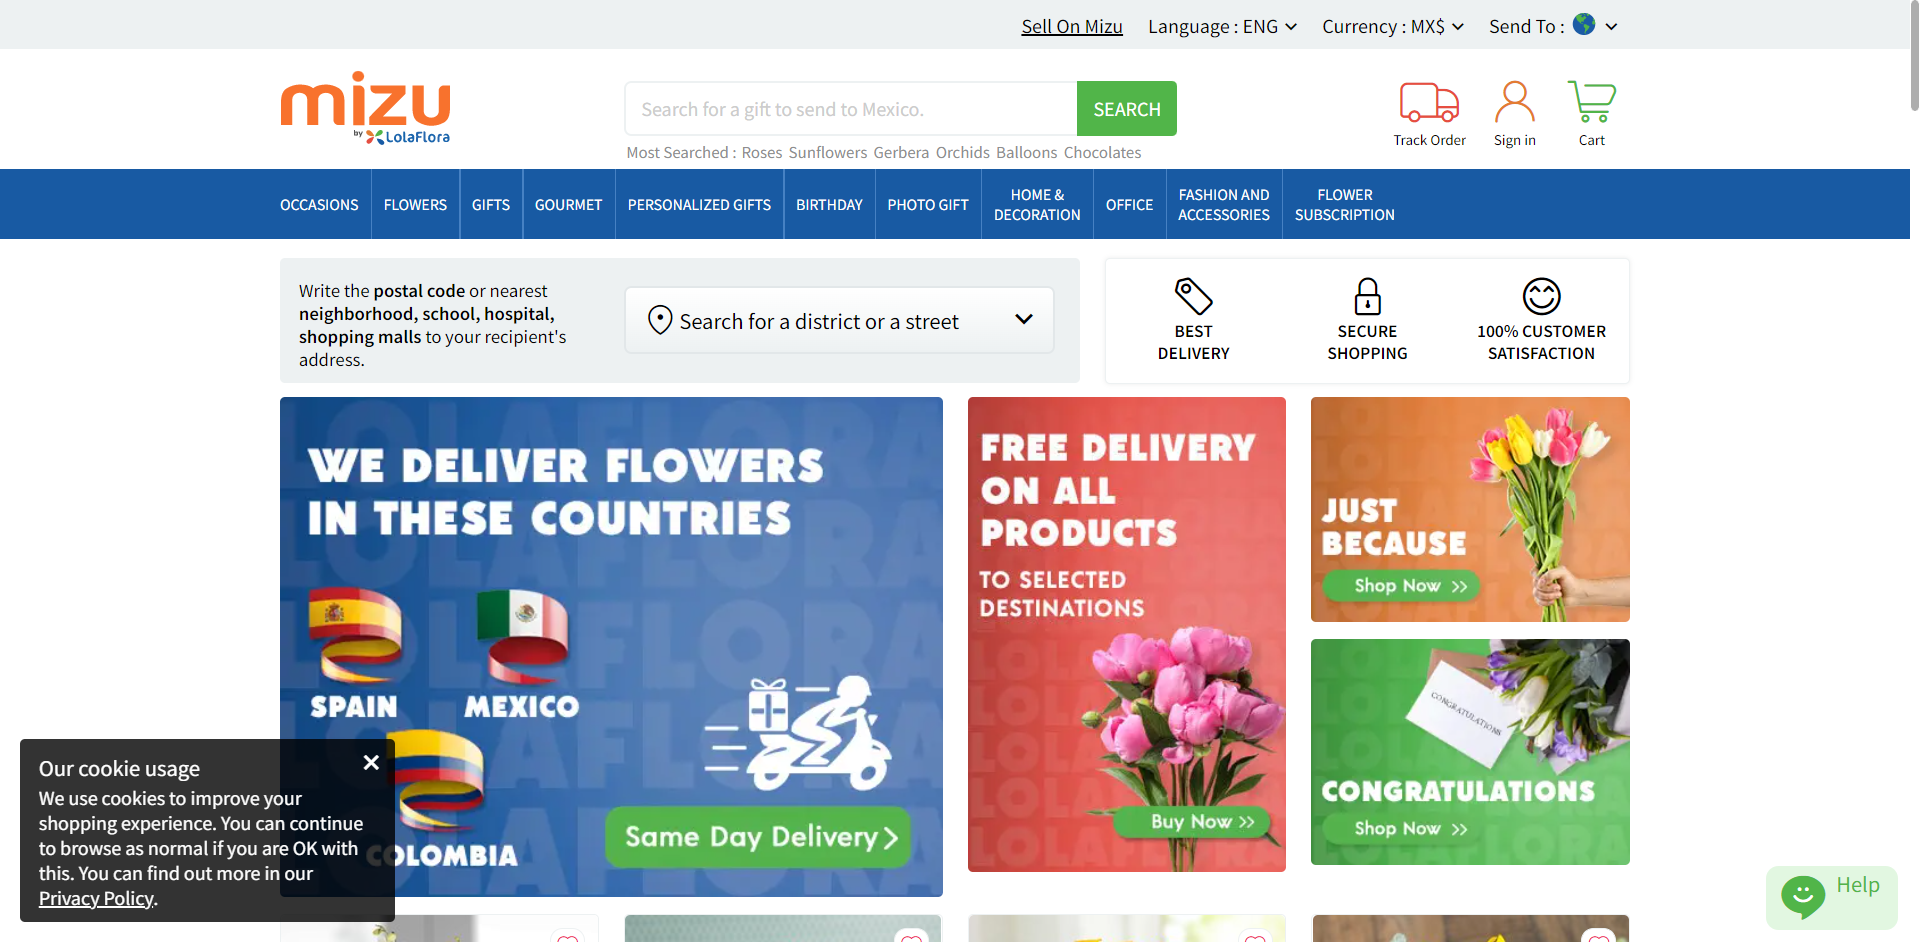 Sell On Mizu
Language : ENG
Currency : MX$
Send To :
mizu
by LolaFlora
Search for a gift to send to Mexico.
SEARCH
Most Searched : Roses Sunflowers Gerbera Orchids Balloons Chocolates
Track Order
Sign in
Cart
OCCASIONS
FLOWERS
GIFTS
GOURMET
PERSONALIZED GIFTS
BIRTHDAY
PHOTO GIFT
HOME &
DECORATION
OFFICE
FASHION AND
ACCESSORIES
FLOWER
SUBSCRIPTION
Write the postal code or nearest
neighborhood, school, hospital,
shopping malls to your recipient's
address.
Search for a district or a street
BEST
DELIVERY
SECURE
SHOPPING
100% CUSTOMER
SATISFACTION
WE DELIVER FLOWERS
IN THESE COUNTRIES
SPAIN
MEXICO
COLOMBIA
Same Day Delivery
FREE DELIVERY
ON ALL
PRODUCTS
TO SELECTED
DESTINATIONS
Buy Now >>
JUST
BECAUSE
Shop Now >>
CONGRATULATIONS
CONGRATULATIONS
Shop Now >>
Our cookie usage
We use cookies to improve your
shopping experience. You can continue
to browse as normal if you are OK with
this. You can find out more in our
Privacy Policy.
Help